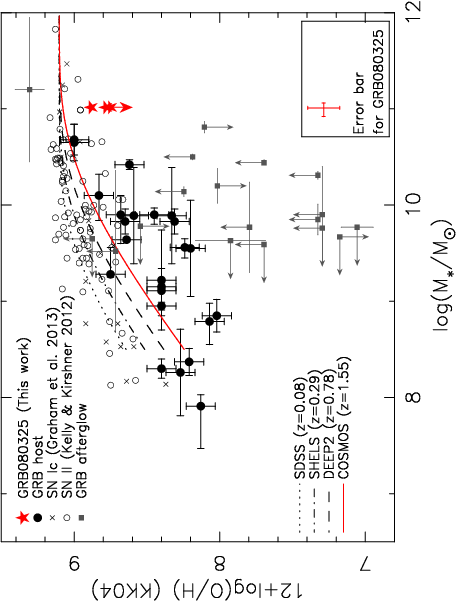 GRB080325 (This work)
GRB host
SN Ic (Graham et al. 2013)
SN II (Kelly & Kirshner 2012)
GRB afterglow
Error bar
for GRB080325
SDSS (z=0.08)
SHELS (z=0.29)
DEEP2 (z=0.78)
COSMOS (z=1.55)
12+log(O/H) (KK04)
9
8
7
log(M*/M⊙)
8
10
12